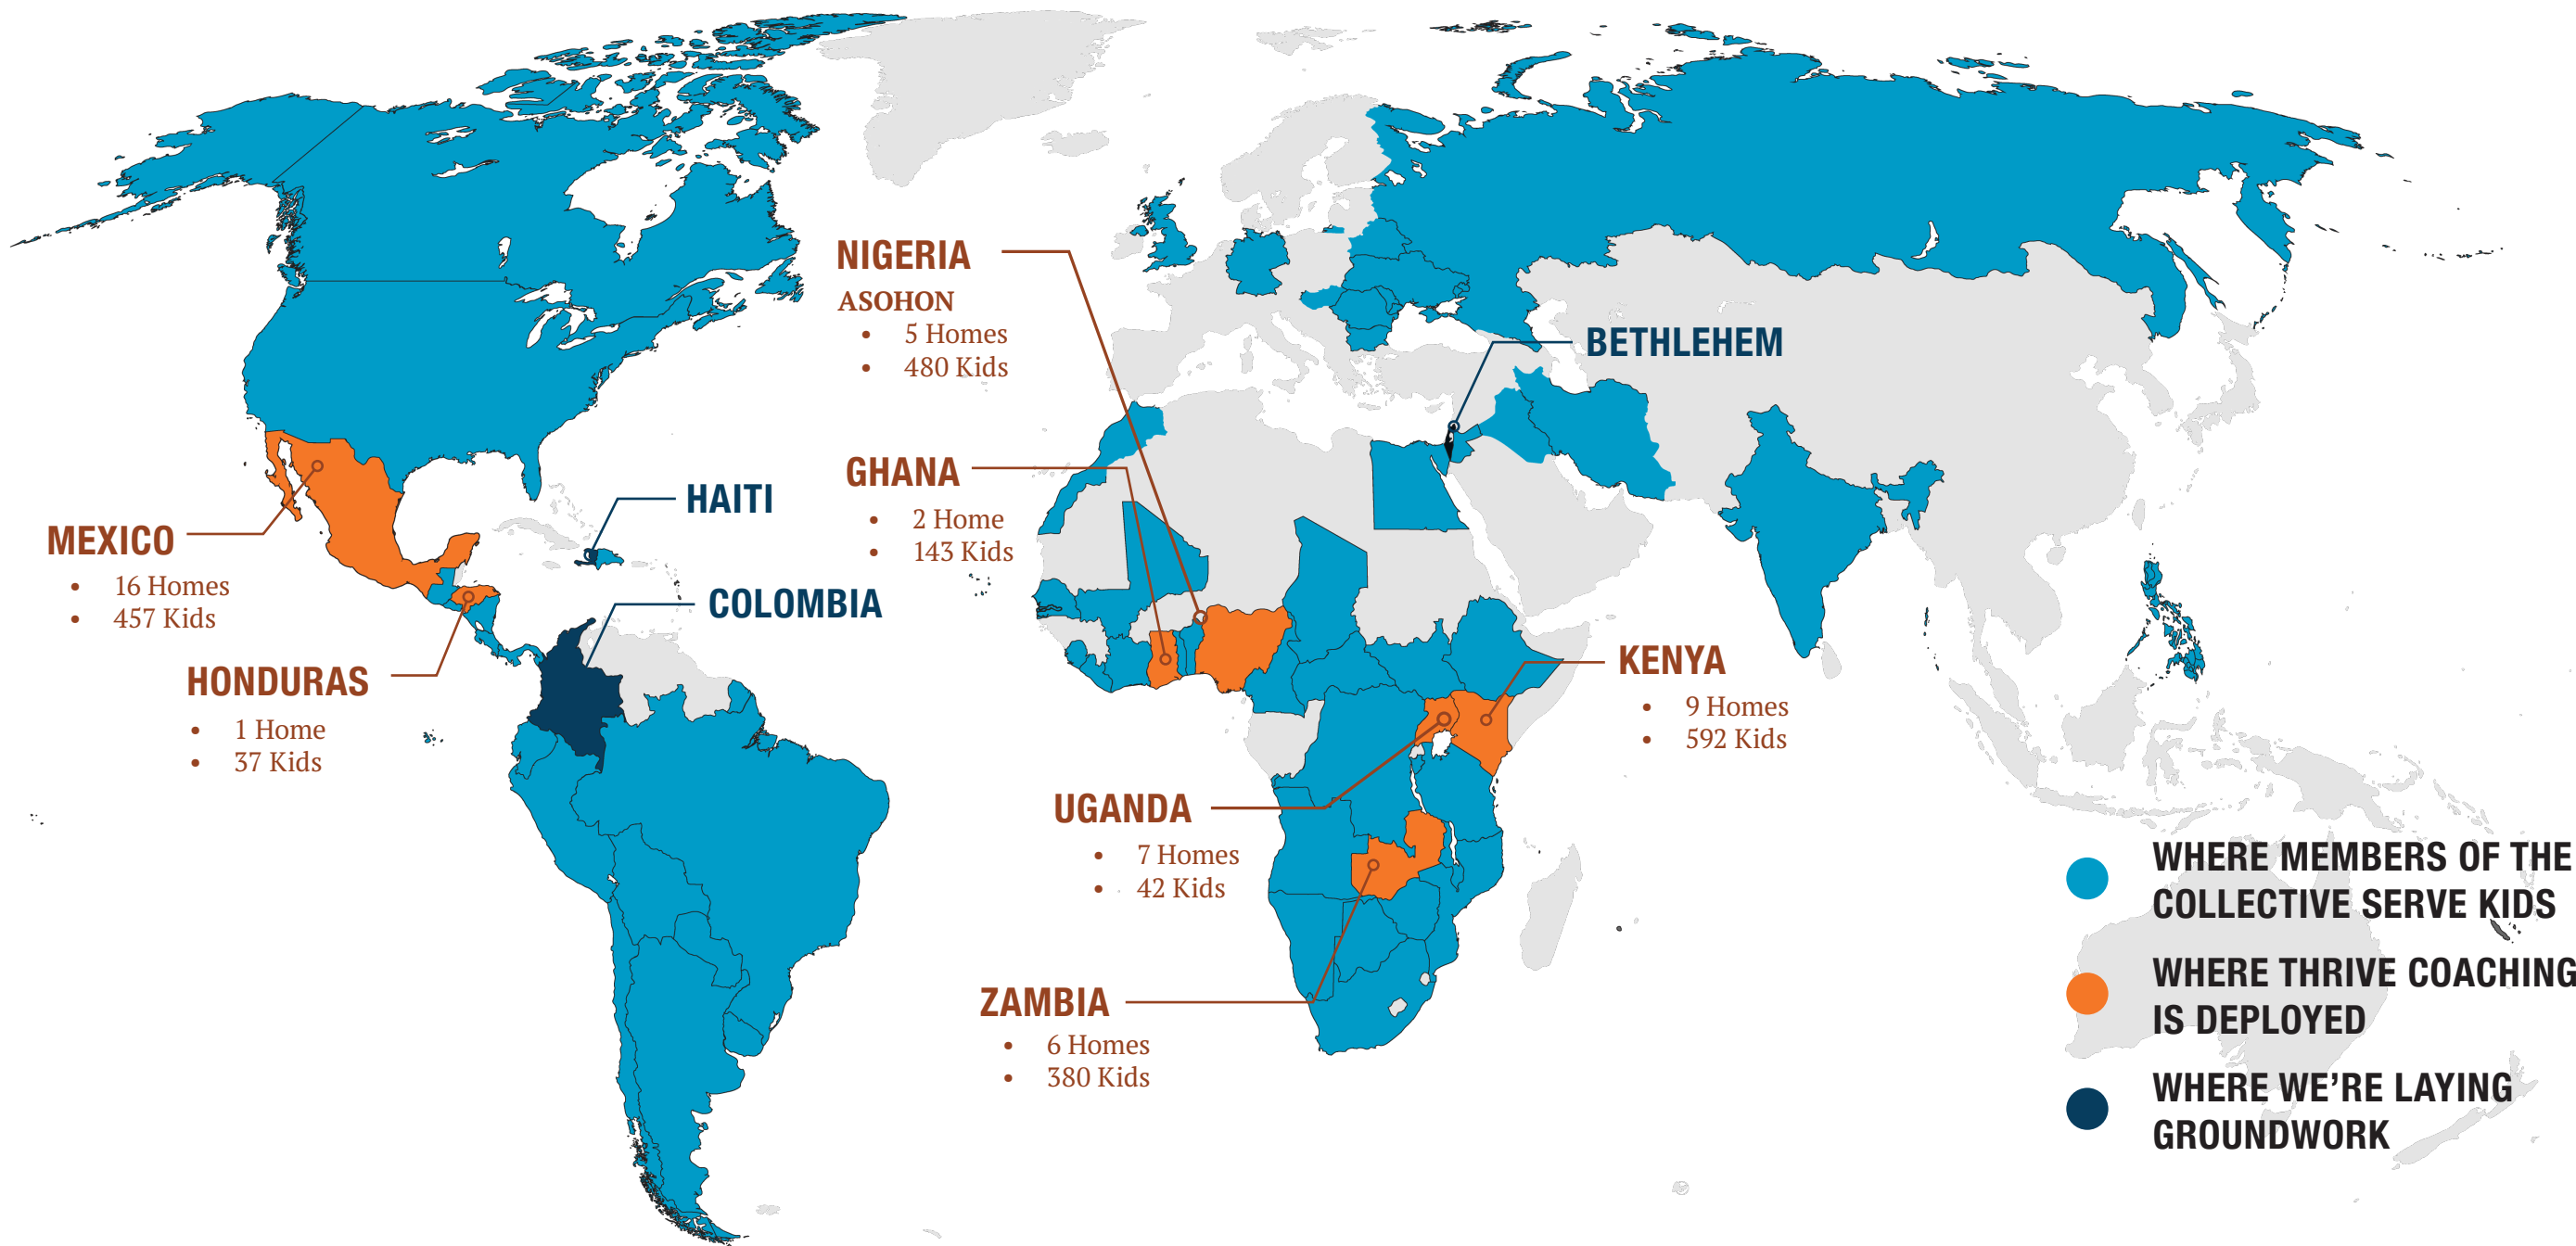 NIGERIA
ASOHON
• 5 Homes
• 480 Kids
BETHLEHEM
GHANA
• 2 Home
• 143 Kids
HAITI
MEXICO
• 16 Homes
• 457 Kids
COLOMBIA
HONDURAS
• 1 Home
• 37 Kids
KENYA
• 9 Homes
• 592 Kids
UGANDA
• 7 Homes
• 42 Kids
ZAMBIA
• 6 Homes
• 380 Kids
WHERE MEMBERS OF THE
COLLECTIVE SERVE KIDS
WHERE THRIVE COACHING
IS DEPLOYED
WHERE WE'RE LAYING
GROUNDWORK